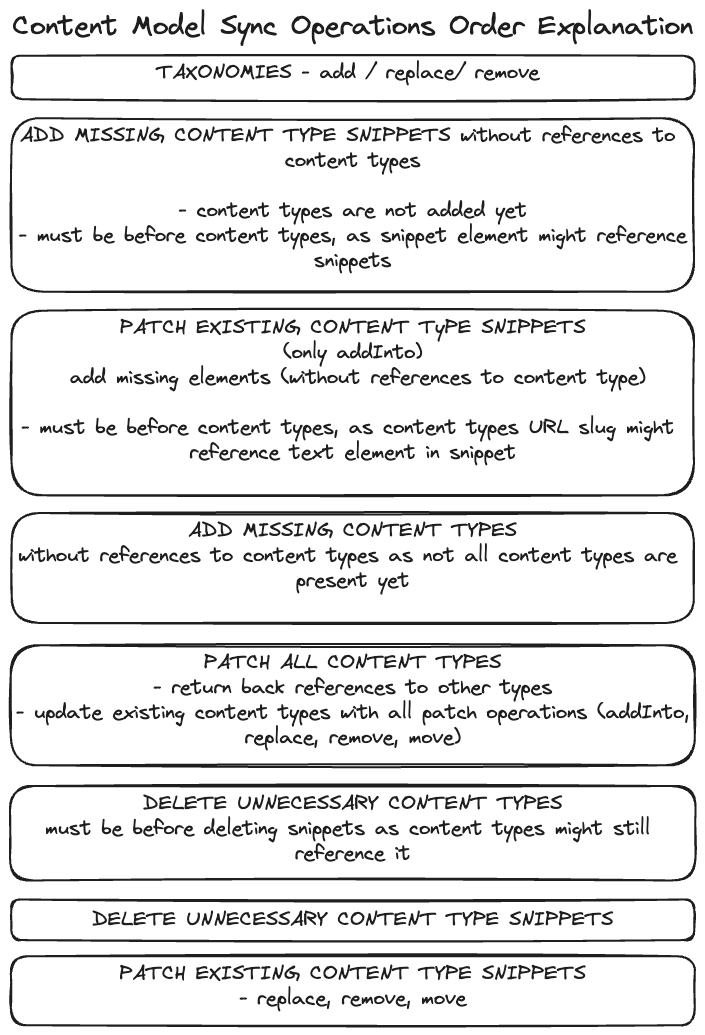 Content Model Sync Operations Order Explanation
TAXONOMIES - add / replace/ remove
ADD MISSING CONTENT TYPE SNIPPETS without references to
content types
- content types are not added yet
- must be before content types, as snippet element might reference
snippets
PATCH EXISTING CONTENT TyPE SNIPPETS
(only addInto)
add missing elements (without references to content type)
- must be before content types, as content types URL slug might
reference text element in snippet
ADD MISSING CONTENT TYPES
without references to content types as not all content types are
present yet
PATCH ALL CONTENT TYPES
- return back references to other types
- update existing content types with all patch operations (addInto,
replace, remove, move)
DELETE UNNECESSARY CONTENT TYPES
must be before deleting snippets as content types might still
reference it
DELETE UNNECESSARY CONTENT TYPE SNIPPETS
PATCH EXISTING CONTENT TYPE SNIPPETS
- replace, remove, move